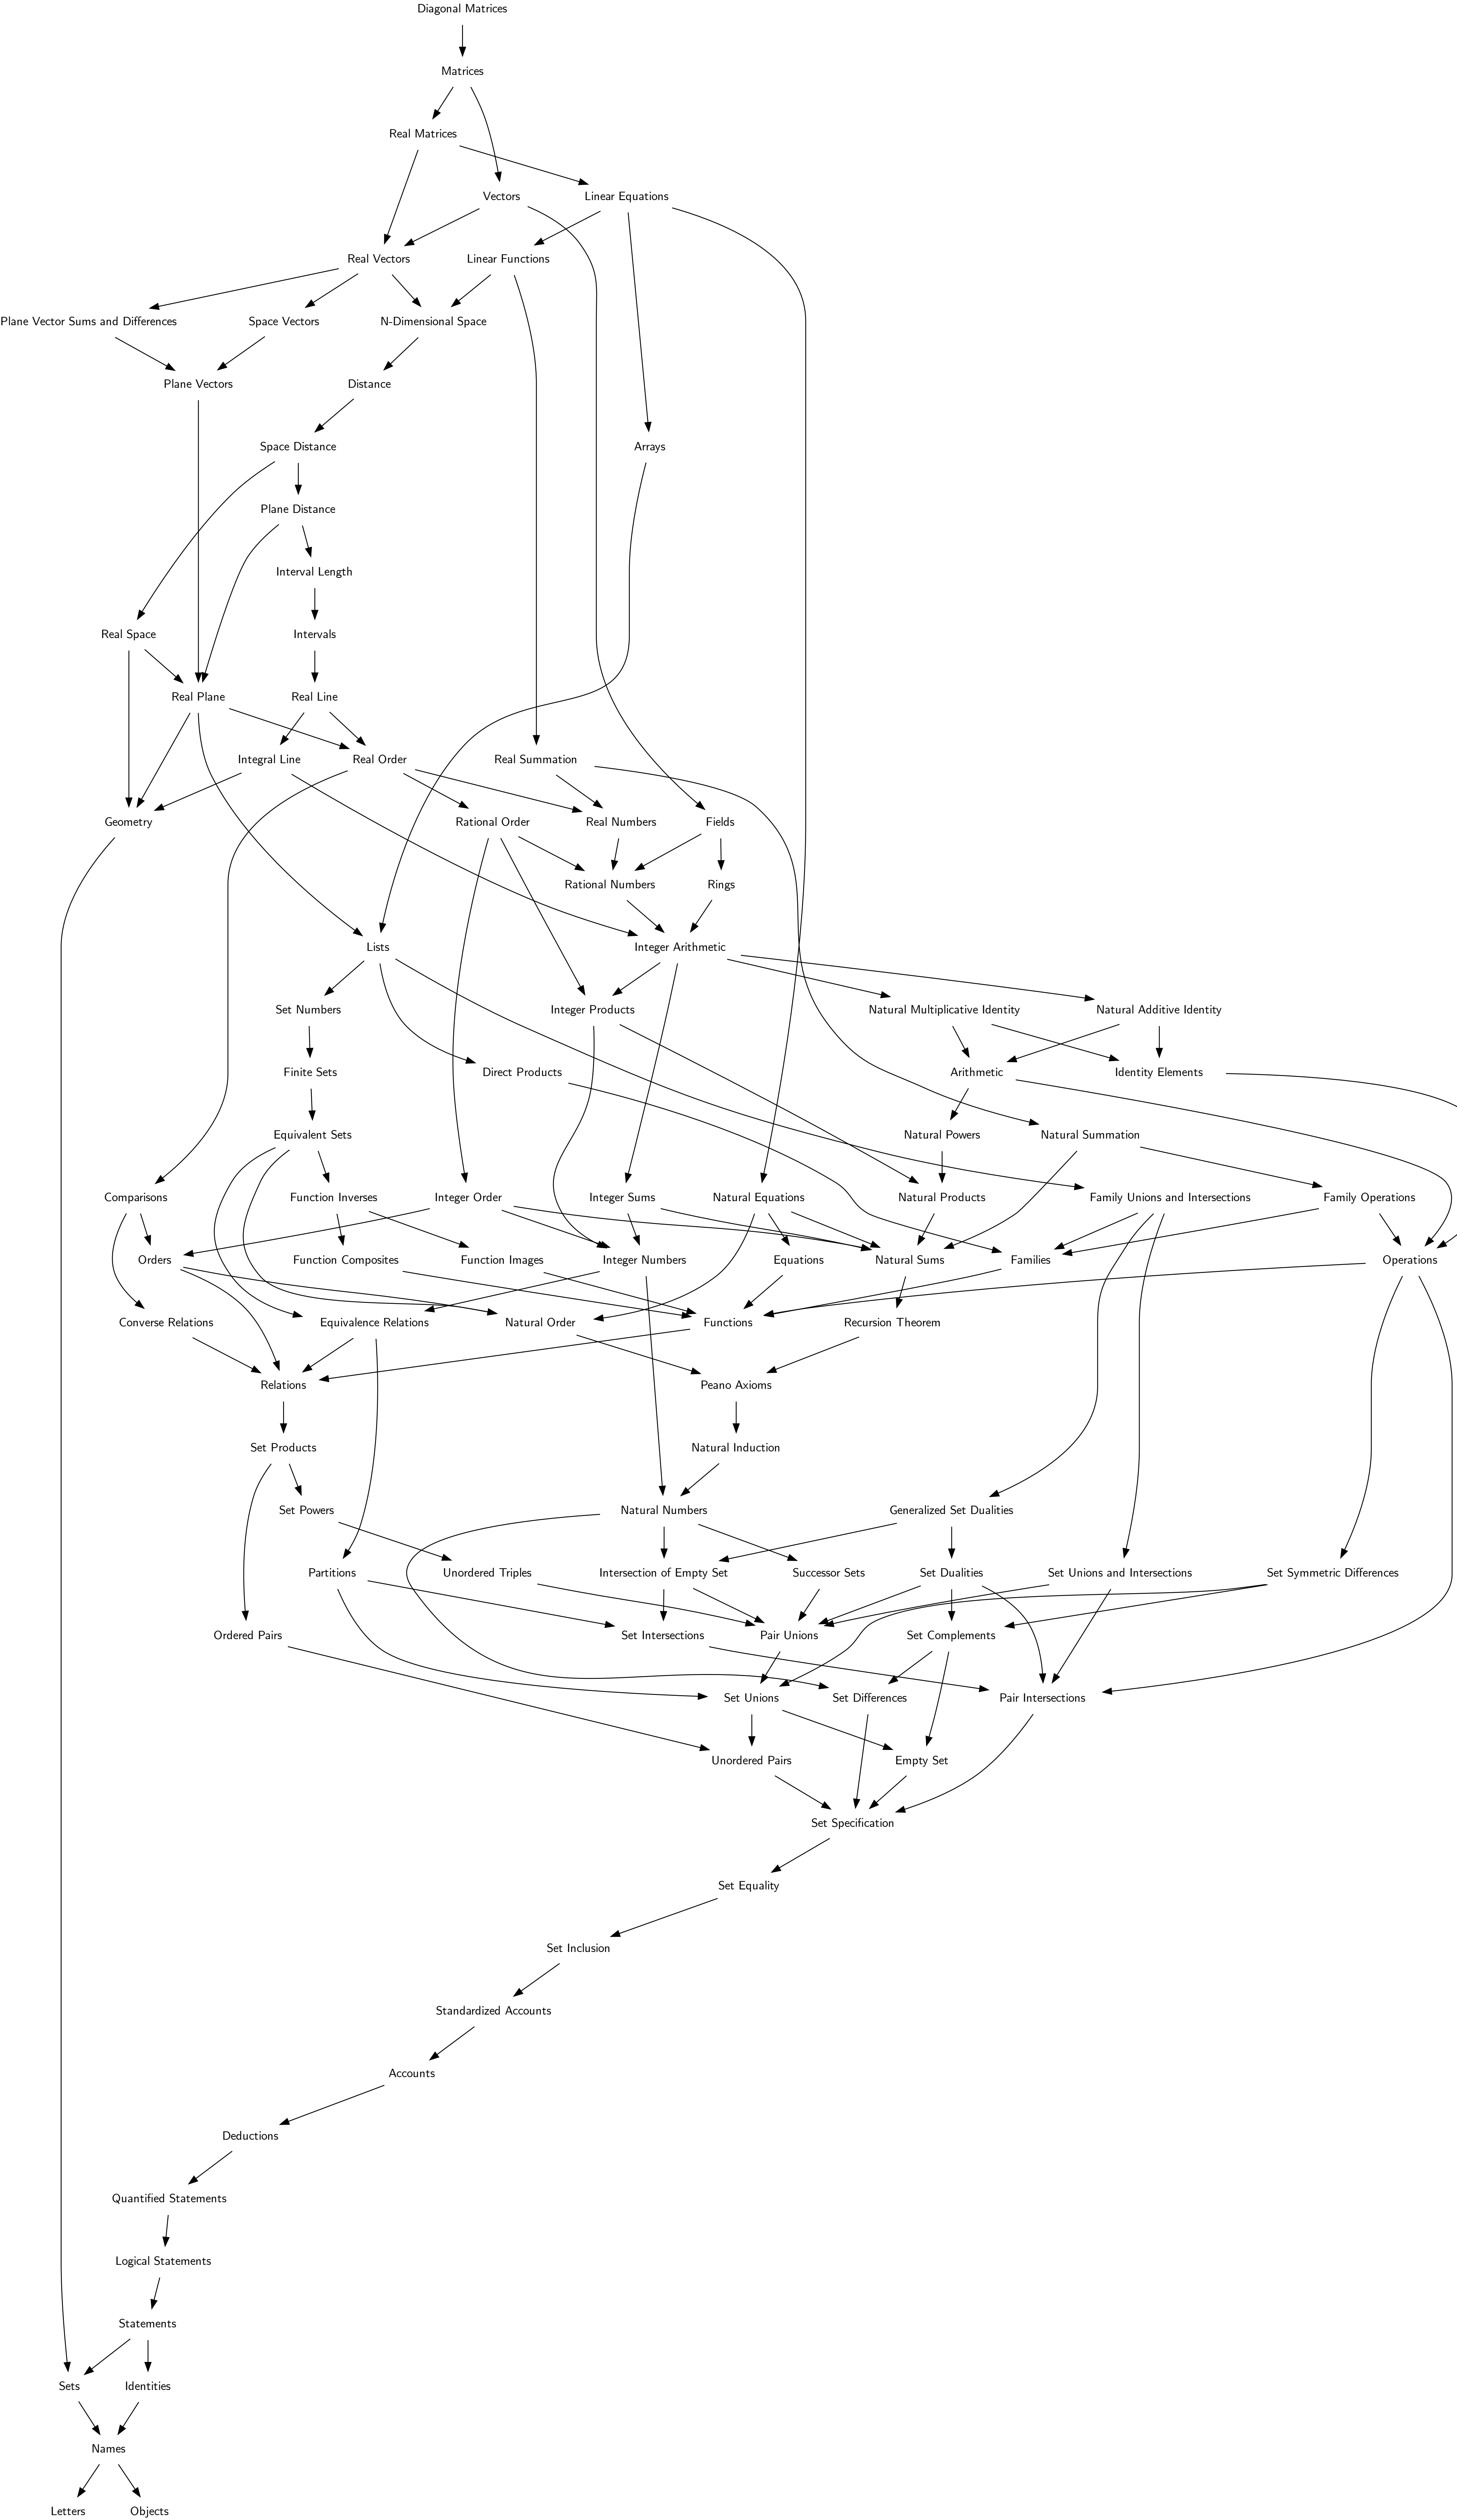 Diagonal Matrices
Matrices
Real Matrices
Vectors
Linear Equations
Real Vectors
Linear Functions
Plane Vector Sums and Differences
Space Vectors
N-Dimensional Space
Plane Vectors
Distance
Space Distance
Arrays
Plane Distance
Interval Length
Real Space
Intervals
Real Plane
Real Line
Integral Line
Real Order
Real Summation
Geometry
Rational Order
Real Numbers
Fields
Rational Numbers
Rings
Lists
Integer Arithmetic
Set Numbers
Integer Products
Natural Multiplicative Identity
Natural Additive Identity
Finite Sets
Direct Products
Arithmetic
Identity Elements
Equivalent Sets
Natural Powers
Natural Summation
Comparisons
Function Inverses
Integer Order
Integer Sums
Natural Equations
Natural Products
Family Unions and Intersections
Family Operations
Orders
Function Composites
Function Images
Integer Numbers
Equations
Natural Sums
Families
Operations
Converse Relations
Equivalence Relations
Natural Order
Functions
Recursion Theorem
Relations
Peano Axioms
Set Products
Natural Induction
Set Powers
Natural Numbers
Generalized Set Dualities
Partitions
Unordered Triples
Intersection of Empty Set
Successor Sets
Set Dualities
Set Unions and Intersections
Set Symmetric Differences
Ordered Pairs
Set Intersections
Pair Unions
Set Complements
Set Unions
Set Differences
Pair Intersections
Unordered Pairs
Empty Set
Set Specification
Set Equality
Set Inclusion
Standardized Accounts
Accounts
Deductions
Quantified Statements
Logical Statements
Statements
Sets
Identities
Names
Letters
Objects